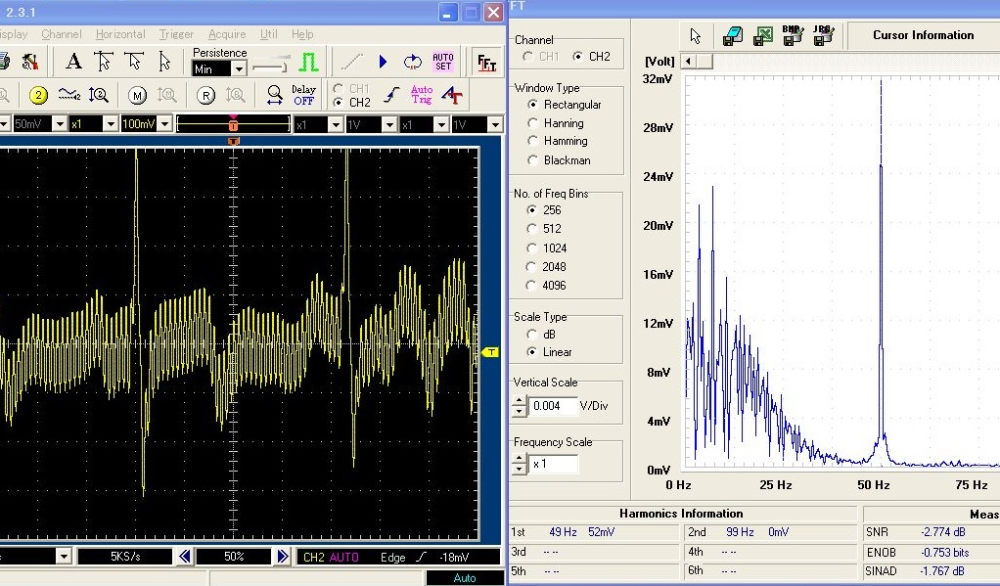 2.3.1
isplay Channel Horizontal Trigger Acquire Util Help
Persistence
Min
A
AUTO SET
FFT
2
M
R
Delay OFF
CH1
CH2
Auto Trig
50mV x1 100mV x1 1V x1 1V
T
T
T
5KS/s 50% CH2 AUTO Edge -18mV
Auto
FT
Channel
CH1 CH2
Window Type
Rectangular
Hanning
Hamming
Blackman
No. of Freq Bins
256
512
1024
2048
4096
Scale Type
dB
Linear
Vertical Scale
0.004 V/Div
Frequency Scale
x 1
BMP JPG
Cursor Information
[Volt]
32mV
28mV
24mV
20mV
16mV
12mV
8mV
4mV
0mV
0 Hz 25 Hz 50 Hz 75 Hz
Harmonics Information
1st 49 Hz 52mV 2nd 99 Hz 0mV
3rd -- -- 4th -- --
5th -- -- 6th -- --
Meas
SNR -2.774 dB
ENOB -0.753 bits
SINAD -1.767 dB